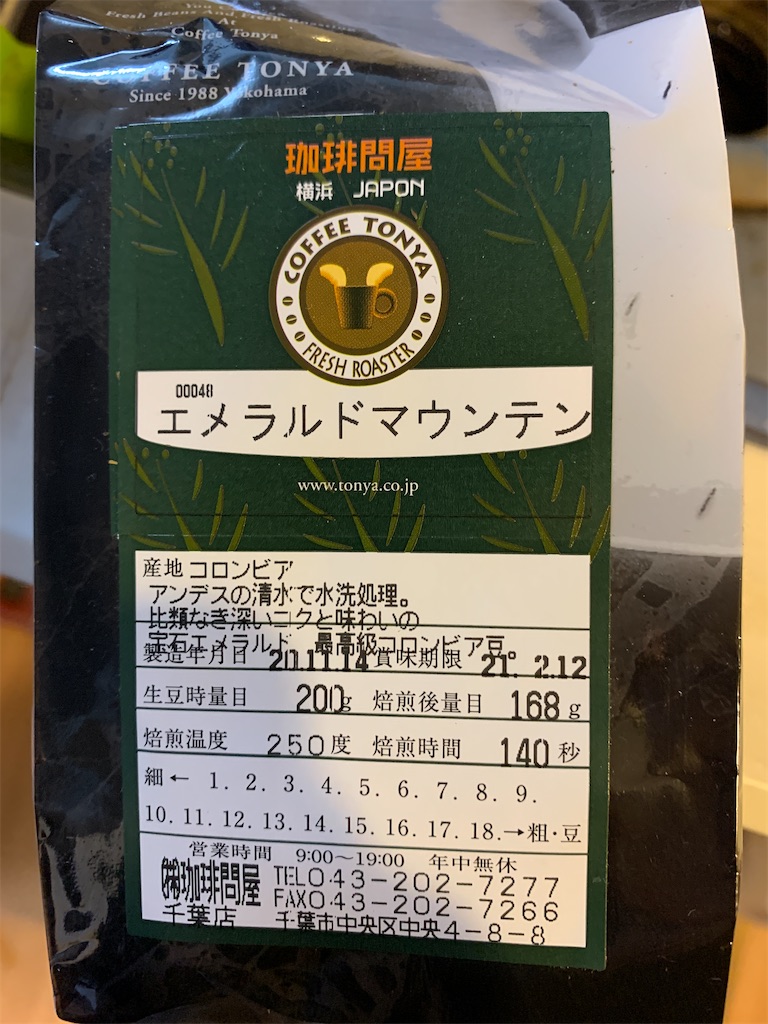 You
Fresh Beans And Fresh Roasting
At
Coffee Tonya
COFFEE TONYA
Since 1988 Yokohama
珈琲問屋
横浜 JAPON
COFFEE TONYA
FRESH ROASTER
00048
エメラルドマウンテン
www.tonya.co.jp
産地 コロンビア
アンデスの清水で水洗処理。
比類なき深いコクと味わいの
宝石エメラルド、最高級コロンビア豆。
製造年月日 20.11.14 賞味期限 21. 2.12
生豆時量目 200g 焙煎後量目 168g
焙煎温度 250度 焙煎時間 140秒
細← 1. 2. 3. 4. 5. 6. 7. 8. 9.
10. 11. 12. 13. 14. 15. 16. 17. 18.→粗・豆
営業時間 9:00〜19:00 年中無休
㈱珈琲問屋 TEL043-202-7277
FAX043-202-7266
千葉店 千葉市中央区中央4-8-8